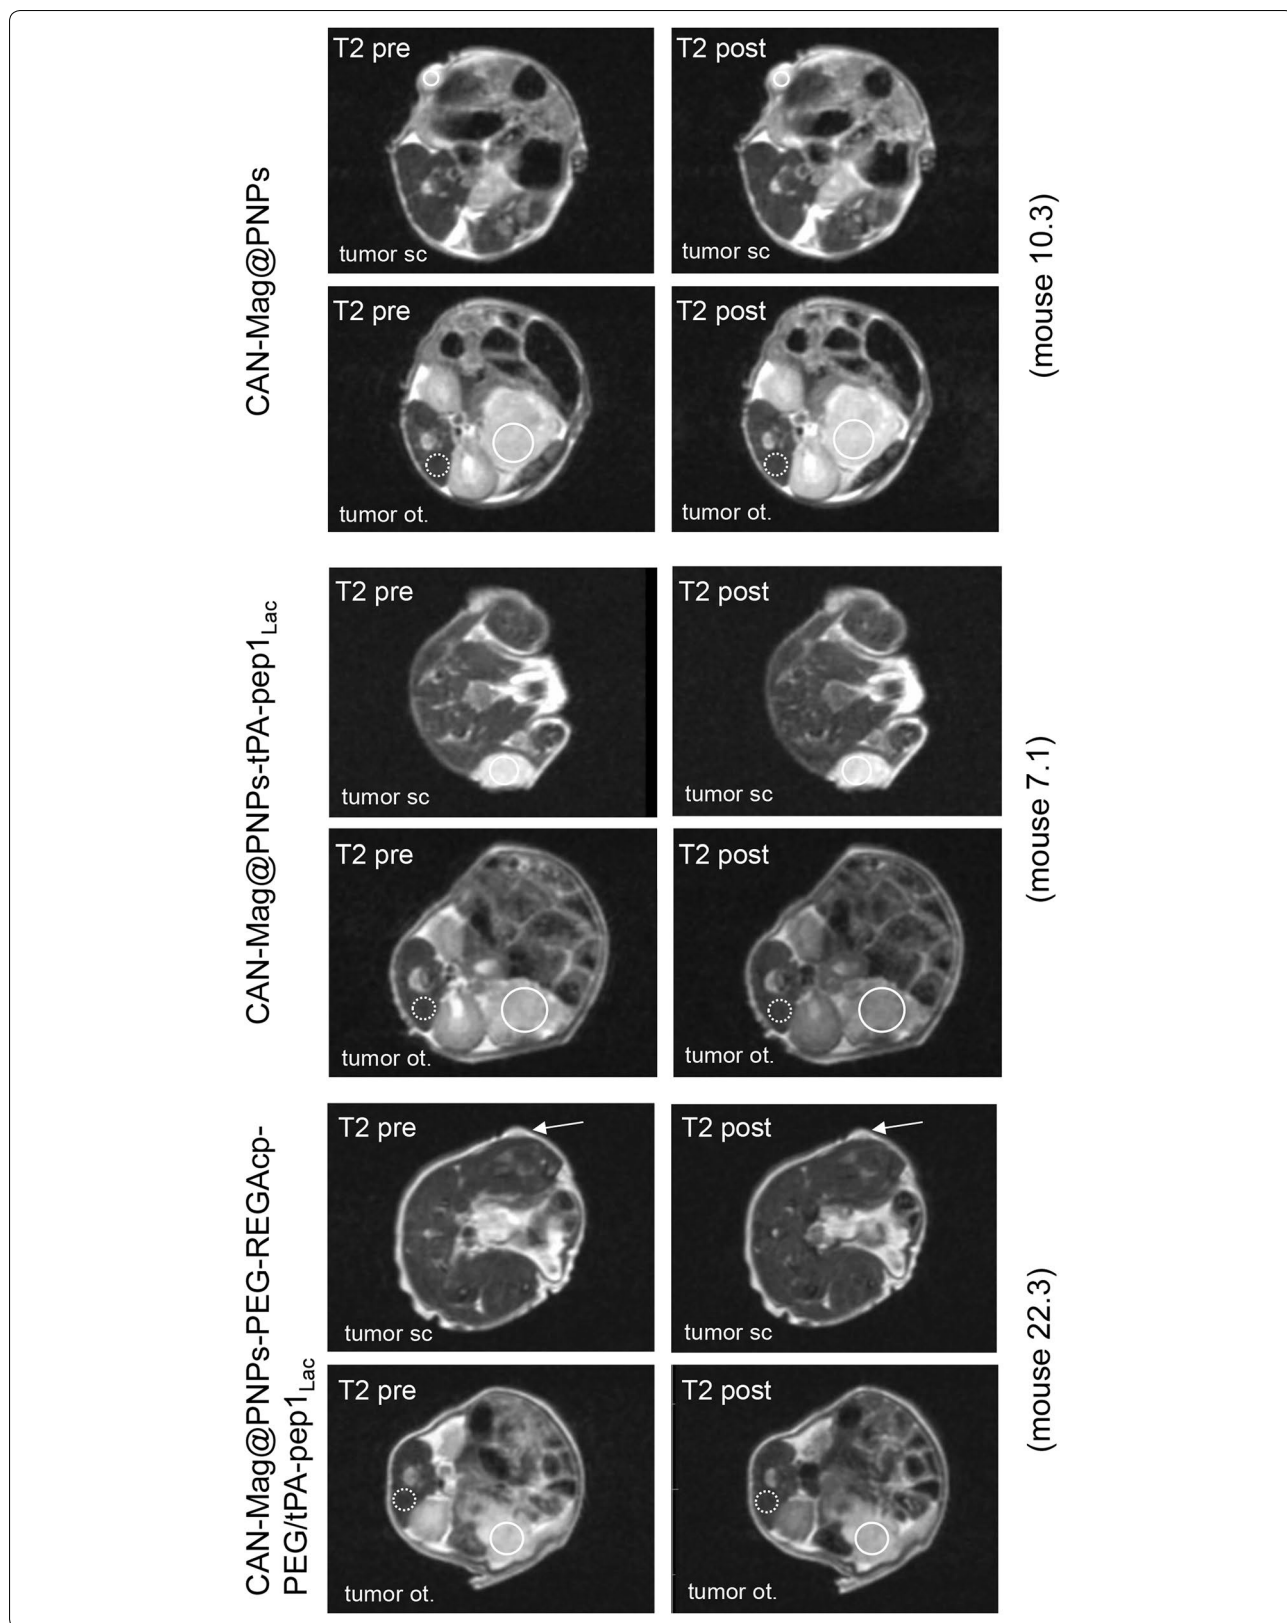 CAN-Mag@PNPs
T2 pre
T2 post
tumor sc
tumor sc
T2 pre
T2 post
tumor ot.
tumor ot.
(mouse 10.3)
CAN-Mag@PNPs-tPA-pep1Lac
T2 pre
T2 post
tumor sc
tumor sc
T2 pre
T2 post
tumor ot.
tumor ot.
(mouse 7.1)
CAN-Mag@PNPs-PEG-REGAcp-
PEG/tPA-pep1Lac
T2 pre
T2 post
tumor sc
tumor sc
T2 pre
T2 post
tumor ot.
tumor ot.
(mouse 22.3)